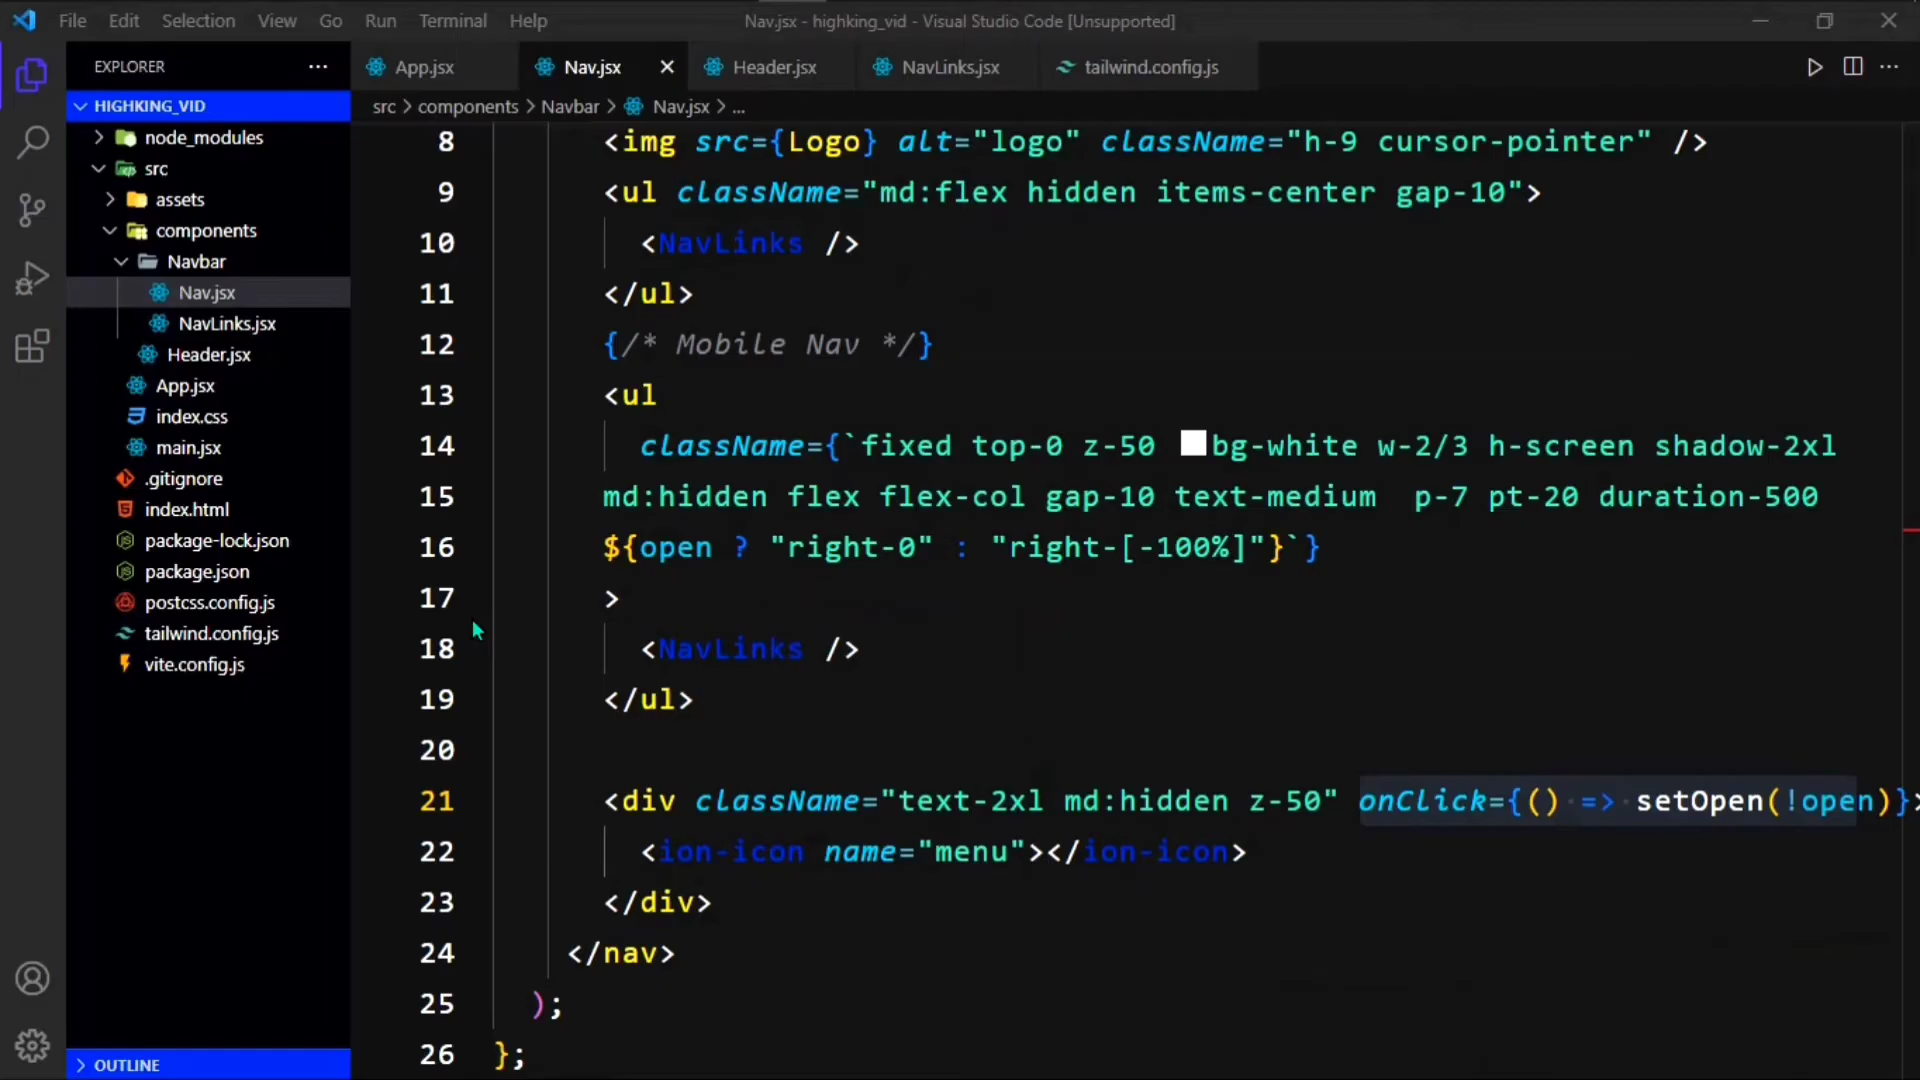 File Edit Selection View Go Run Terminal Help
Nav.jsx - highking_vid - Visual Studio Code [Unsupported]
EXPLORER
HIGHKING_VID
node_modules
src
assets
components
Navbar
Nav.jsx
NavLinks.jsx
Header.jsx
App.jsx
index.css
main.jsx
.gitignore
index.html
package-lock.json
package.json
postcss.config.js
tailwind.config.js
vite.config.js
OUTLINE
App.jsx Nav.jsx Header.jsx NavLinks.jsx tailwind.config.js
src > components > Navbar > Nav.jsx > ...
8 <img src={Logo} alt="logo" className="h-9 cursor-pointer" />
9 <ul className="md:flex hidden items-center gap-10">
10 <NavLinks />
11 </ul>
12 {/* Mobile Nav */}
13 <ul
14 className={`fixed top-0 z-50 bg-white w-2/3 h-screen shadow-2xl
15 md:hidden flex flex-col gap-10 text-medium  p-7 pt-20 duration-500
16 ${open ? "right-0" : "right-[-100%]"}`}
17 >
18 <NavLinks />
19 </ul>
20
21 <div className="text-2xl md:hidden z-50" onClick={() => setOpen(!open)}>
22 <ion-icon name="menu"></ion-icon>
23 </div>
24 </nav>
25 );
26 };